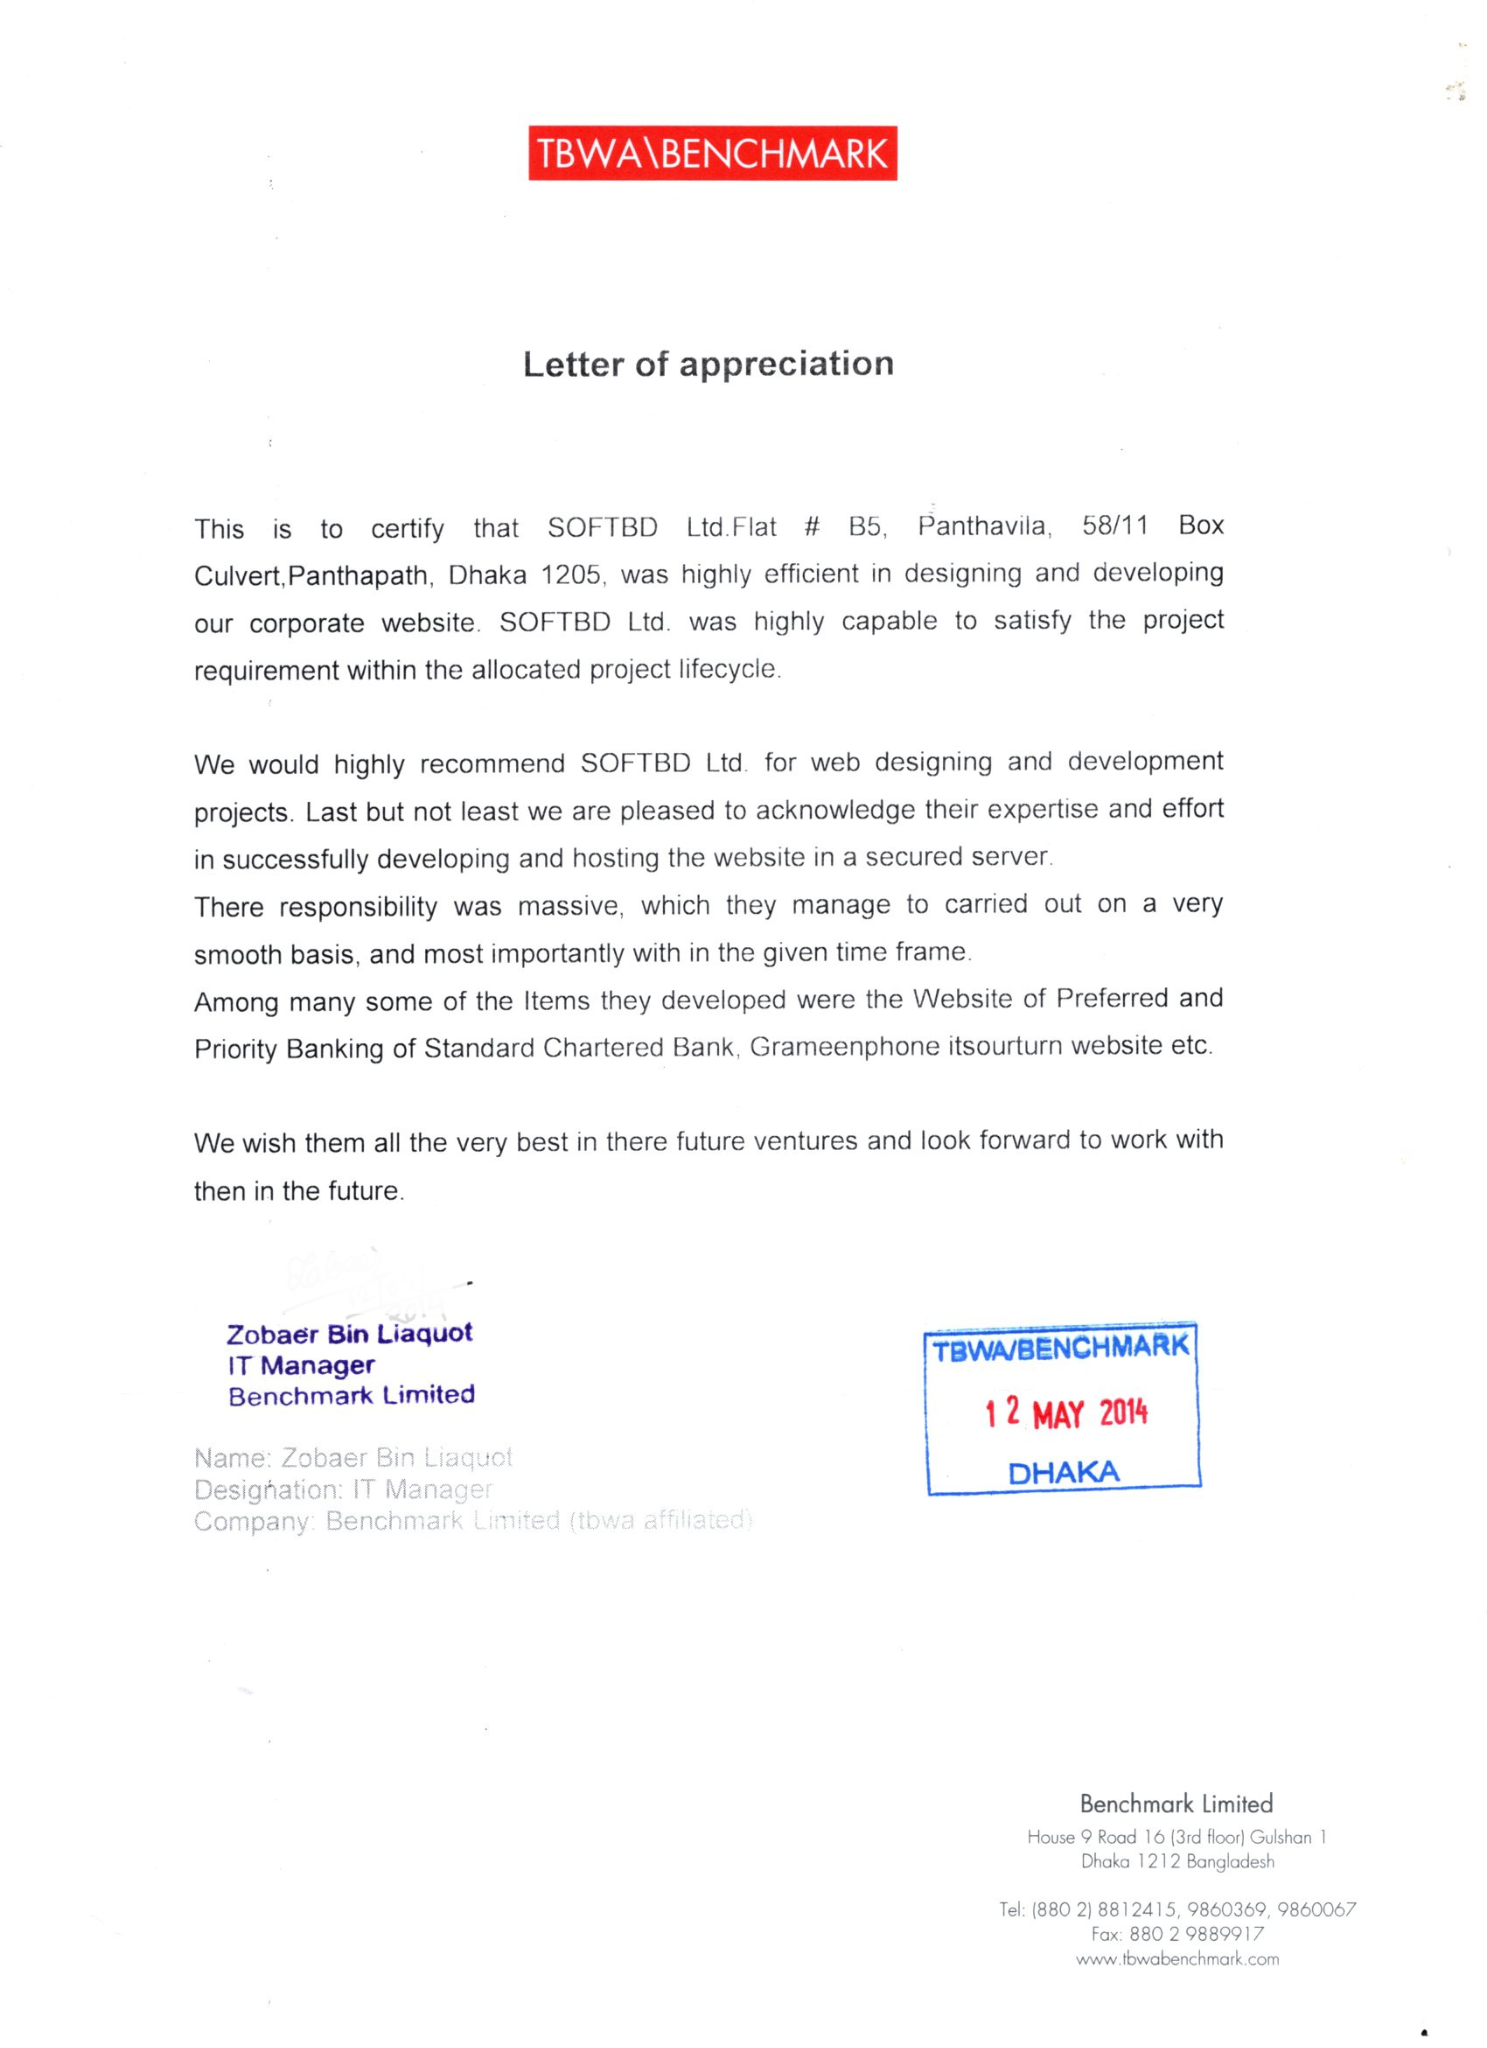 TBWA\BENCHMARK
Letter of appreciation
This is to certify that SOFTBD Ltd.Flat # B5, Panthavila, 58/11 Box
Culvert,Panthapath, Dhaka 1205, was highly efficient in designing and developing
our corporate website. SOFTBD Ltd. was highly capable to satisfy the project
requirement within the allocated project lifecycle.
We would highly recommend SOFTBD Ltd. for web designing and development
projects. Last but not least we are pleased to acknowledge their expertise and effort
in successfully developing and hosting the website in a secured server.
There responsibility was massive, which they manage to carried out on a very
smooth basis, and most importantly with in the given time frame.
Among many some of the Items they developed were the Website of Preferred and
Priority Banking of Standard Chartered Bank, Grameenphone itsourturn website etc.
We wish them all the very best in there future ventures and look forward to work with
then in the future.
2014
Zobaer Bin Liaquot
IT Manager
Benchmark Limited
TBWA/BENCHMARK
12 MAY 2014
DHAKA
Name: Zobaer Bin Liaquot
Designation: IT Manager
Company: Benchmark Limited (tbwa affiliated)
Benchmark Limited
House 9 Road 16 (3rd floor) Gulshan 1
Dhaka 1212 Bangladesh
Tel: (880 2) 8812415, 9860369, 9860067
Fax: 880 2 9889917
www.tbwabenchmark.com